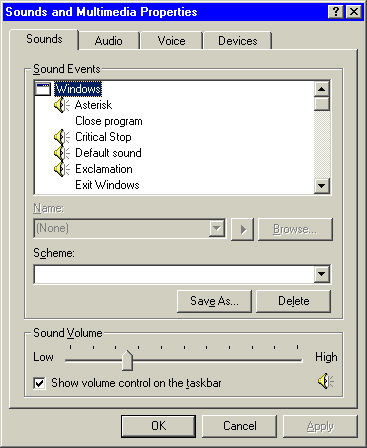 Sounds and Multimedia Properties
Sounds Audio Voice Devices
Sound Events
Windows
Asterisk
Close program
Critical Stop
Default sound
Exclamation
Exit Windows
Name:
(None)
Browse...
Scheme:
Save As... Delete
Sound Volume
Low High
Show volume control on the taskbar
OK Cancel Apply